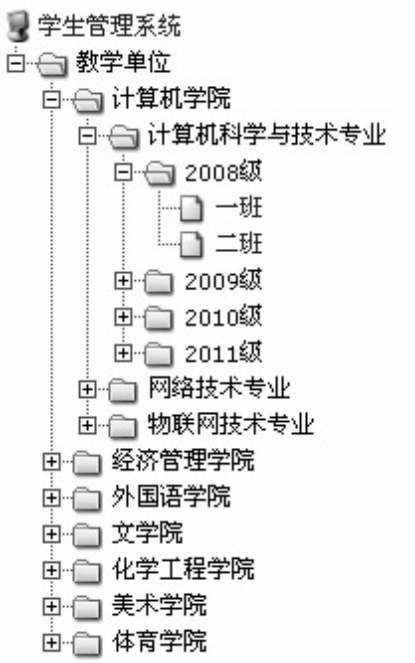 学生管理系统
教学单位
计算机学院
计算机科学与技术专业
2008级
一班
二班
2009级
2010级
2011级
网络技术专业
物联网技术专业
经济管理学院
外国语学院
文学院
化学工程学院
美术学院
体育学院